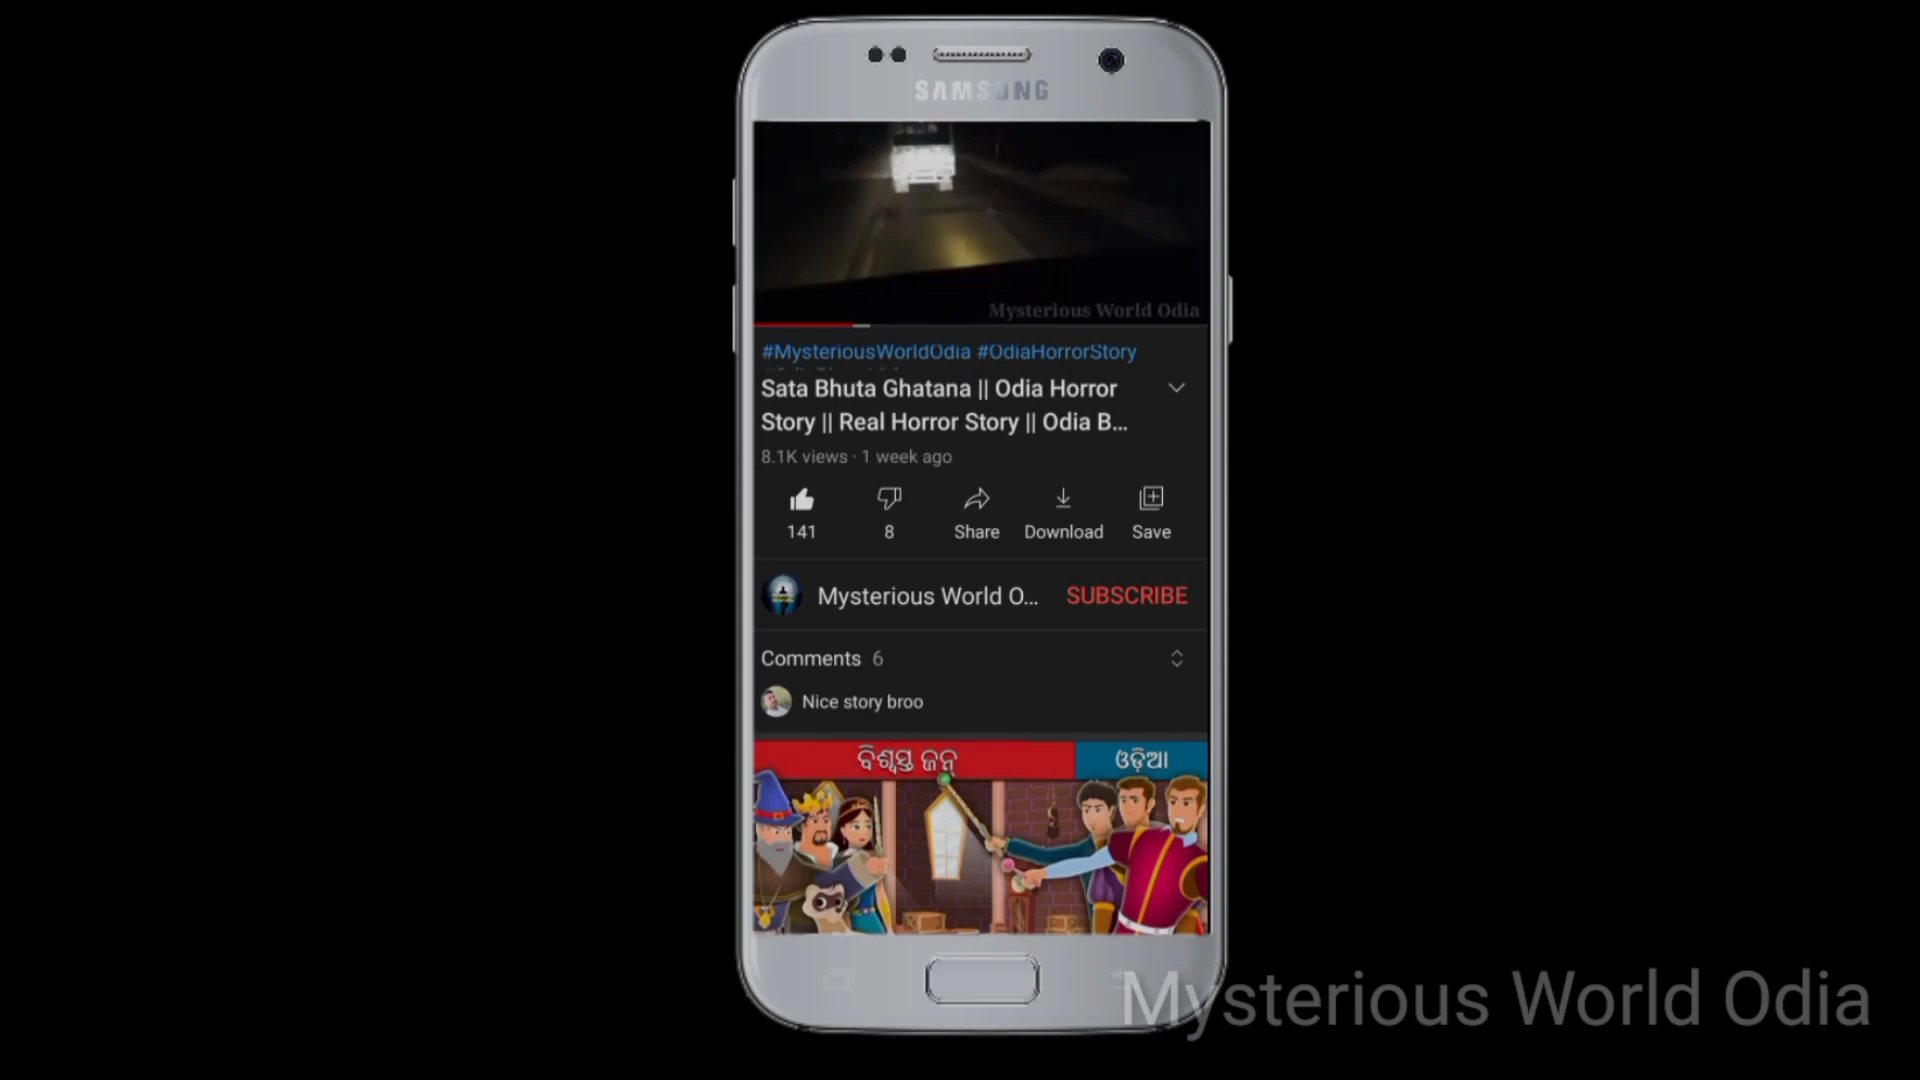 SAMSUNG
Mysterious World Odia
#MysteriousWorldOdia #OdiaHorrorStory
Sata Bhuta Ghatana || Odia Horror
Story || Real Horror Story || Odia B...
8.1K views · 1 week ago
141
8
Share
Download
Save
Mysterious World O...
SUBSCRIBE
Comments 6
Nice story broo
ବିଶ୍ୱସ୍ତ ଜନ୍
ଓଡ଼ିଆ
Mysterious World Odia